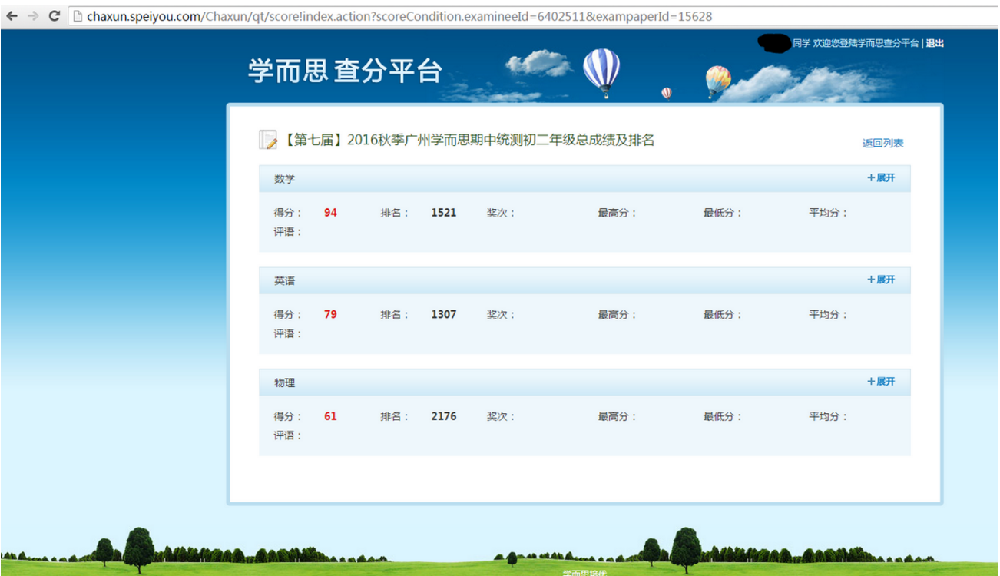 chaxun.speiyou.com/Chaxun/qt/score!index.action?scoreCondition.examineeId=6402511&exampaperId=15628
同学 欢迎您登陆学而思查分平台 | 退出
学而思 查分平台
【第七届】2016秋季广州学而思期中统测初二年级总成绩及排名
返回列表
数学 +展开
得分： 94 排名： 1521 奖次： 最高分： 最低分： 平均分：
评语：
英语 +展开
得分： 79 排名： 1307 奖次： 最高分： 最低分： 平均分：
评语：
物理 +展开
得分： 61 排名： 2176 奖次： 最高分： 最低分： 平均分：
评语：
学而思培优